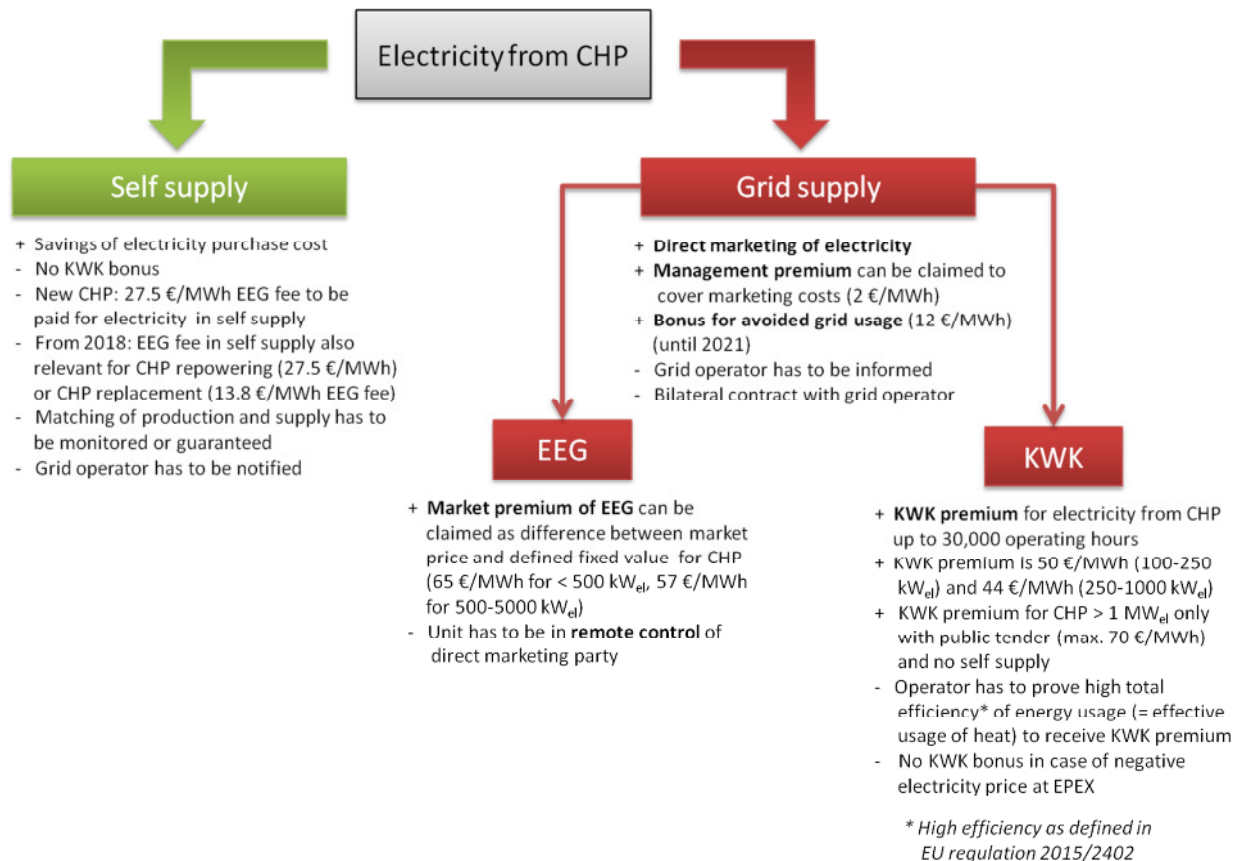 Electricity from CHP
Self supply
+ Savings of electricity purchase cost
- No KWK bonus
- New CHP: 27.5 €/MWh EEG fee to be
paid for electricity in self supply
- From 2018: EEG fee in self supply also
relevant for CHP repowering (27.5 €/MWh)
or CHP replacement (13.8 €/MWh EEG fee)
- Matching of production and supply has to
be monitored or guaranteed
- Grid operator has to be notified
Grid supply
+ Direct marketing of electricity
+ Management premium can be claimed to
cover marketing costs (2 €/MWh)
+ Bonus for avoided grid usage (12 €/MWh)
(until 2021)
- Grid operator has to be informed
- Bilateral contract with grid operator
EEG
+ Market premium of EEG can be
claimed as difference between market
price and defined fixed value for CHP
(65 €/MWh for < 500 kWel, 57 €/MWh
for 500-5000 kWel)
- Unit has to be in remote control of
direct marketing party
KWK
+ KWK premium for electricity from CHP
up to 30,000 operating hours
+ KWK premium is 50 €/MWh (100-250
kWel) and 44 €/MWh (250-1000 kWel)
+ KWK premium for CHP > 1 MWel only
with public tender (max. 70 €/MWh)
and no self supply
- Operator has to prove high total
efficiency* of energy usage (= effective
usage of heat) to receive KWK premium
- No KWK bonus in case of negative
electricity price at EPEX
* High efficiency as defined in
EU regulation 2015/2402